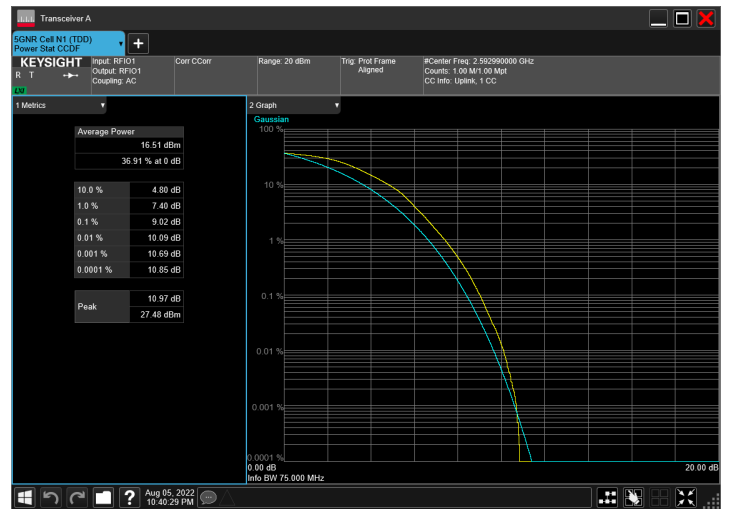 Transceiver A
5GNR Cell N1 (TDD)
Power Stat CCDF
+
KEYSIGHT
R T
LXI
Input: RFIO1
Output: RFIO1
Coupling: AC
Corr CCorr
Range: 20 dBm
Trig: Prot Frame
Aligned
#Center Freq: 2.592990000 GHz
Counts: 1.00 M/1.00 Mpt
CC Info: Uplink, 1 CC
1 Metrics
Average Power
16.51 dBm
36.91 % at 0 dB
10.0 % 4.80 dB
1.0 % 7.40 dB
0.1 % 9.02 dB
0.01 % 10.09 dB
0.001 % 10.69 dB
0.0001 % 10.85 dB
Peak
10.97 dB
27.48 dBm
2 Graph
Gaussian
100 %
10 %
1 %
0.1 %
0.01 %
0.001 %
0.0001 %
0.00 dB
20.00 dB
Info BW 75.000 MHz
?
Aug 05, 2022
10:40:29 PM